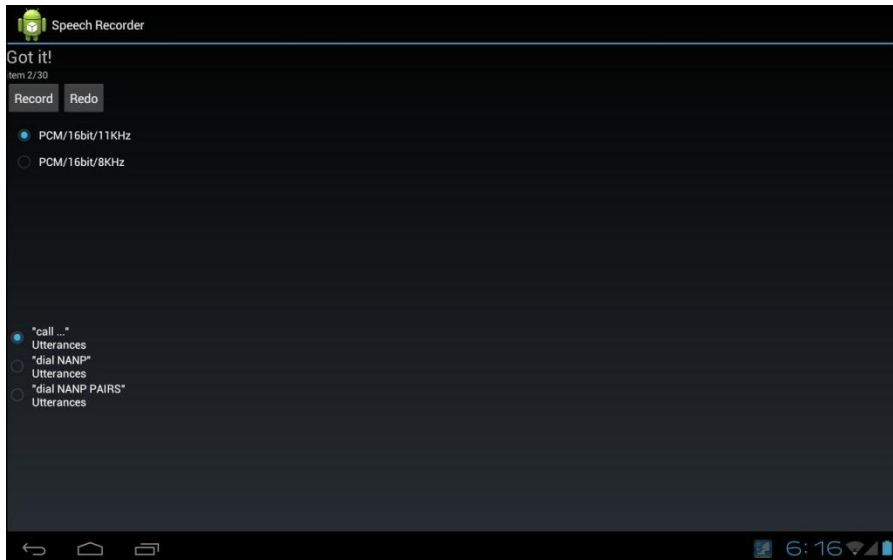 Speech Recorder
Got it!
Item 2/30
Record Redo
PCM/16bit/11KHz
PCM/16bit/8KHz
"call ..."
Utterances
"dial NANP"
Utterances
"dial NANP PAIRS"
Utterances
6:16